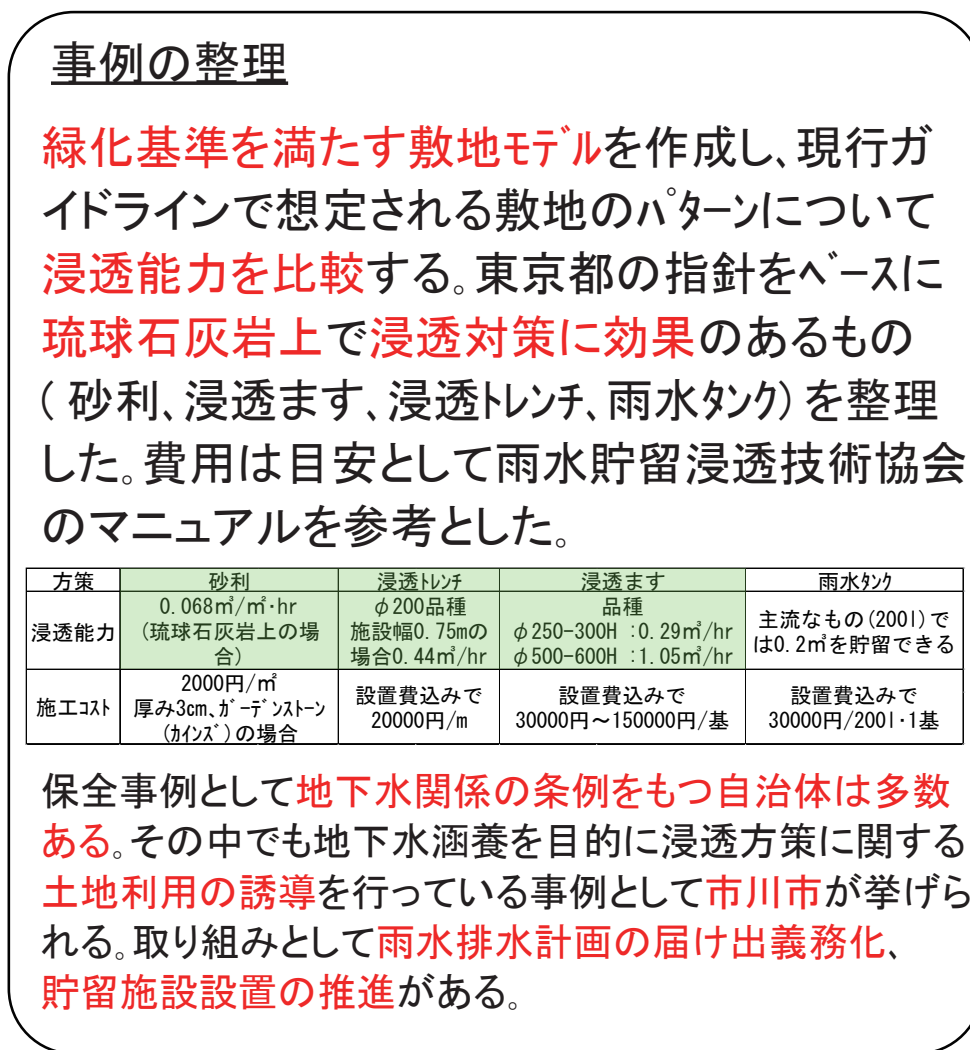 事例の整理
緑化基準を満たす敷地ﾓﾃﾞﾙを作成し、現行ガ
イドラインで想定される敷地のﾊﾟﾀｰﾝについて
浸透能力を比較する。東京都の指針をﾍﾞｰｽに
琉球石灰岩上で浸透対策に効果のあるもの
( 砂利、浸透ます、浸透ﾄﾚﾝﾁ、雨水ﾀﾝｸ) を整理
した。費用は目安として雨水貯留浸透技術協会
のマニュアルを参考とした。
方策 砂利 浸透ﾄﾚﾝﾁ 浸透ます 雨水ﾀﾝｸ
浸透能力 0.068㎥/㎡･hr φ200品種 品種 主流なもの(200l)で
(琉球石灰岩上の場 施設幅0.75mの φ250-300H :0.29㎥/hr は0.2㎥を貯留できる
合) 場合0.44㎥/hr φ500-600H :1.05㎥/hr
施工ｺｽﾄ 2000円/㎡ 設置費込みで 設置費込みで 設置費込みで
厚み3cm、ｶﾞｰﾃﾞﾝｽﾄｰﾝ 20000円/m 30000円～150000円/基 30000円/200l･1基
(ｶｲﾝｽﾞ)の場合
保全事例として地下水関係の条例をもつ自治体は多数
ある。その中でも地下水涵養を目的に浸透方策に関する
土地利用の誘導を行っている事例として市川市が挙げら
れる。取り組みとして雨水排水計画の届け出義務化、
貯留施設設置の推進がある。